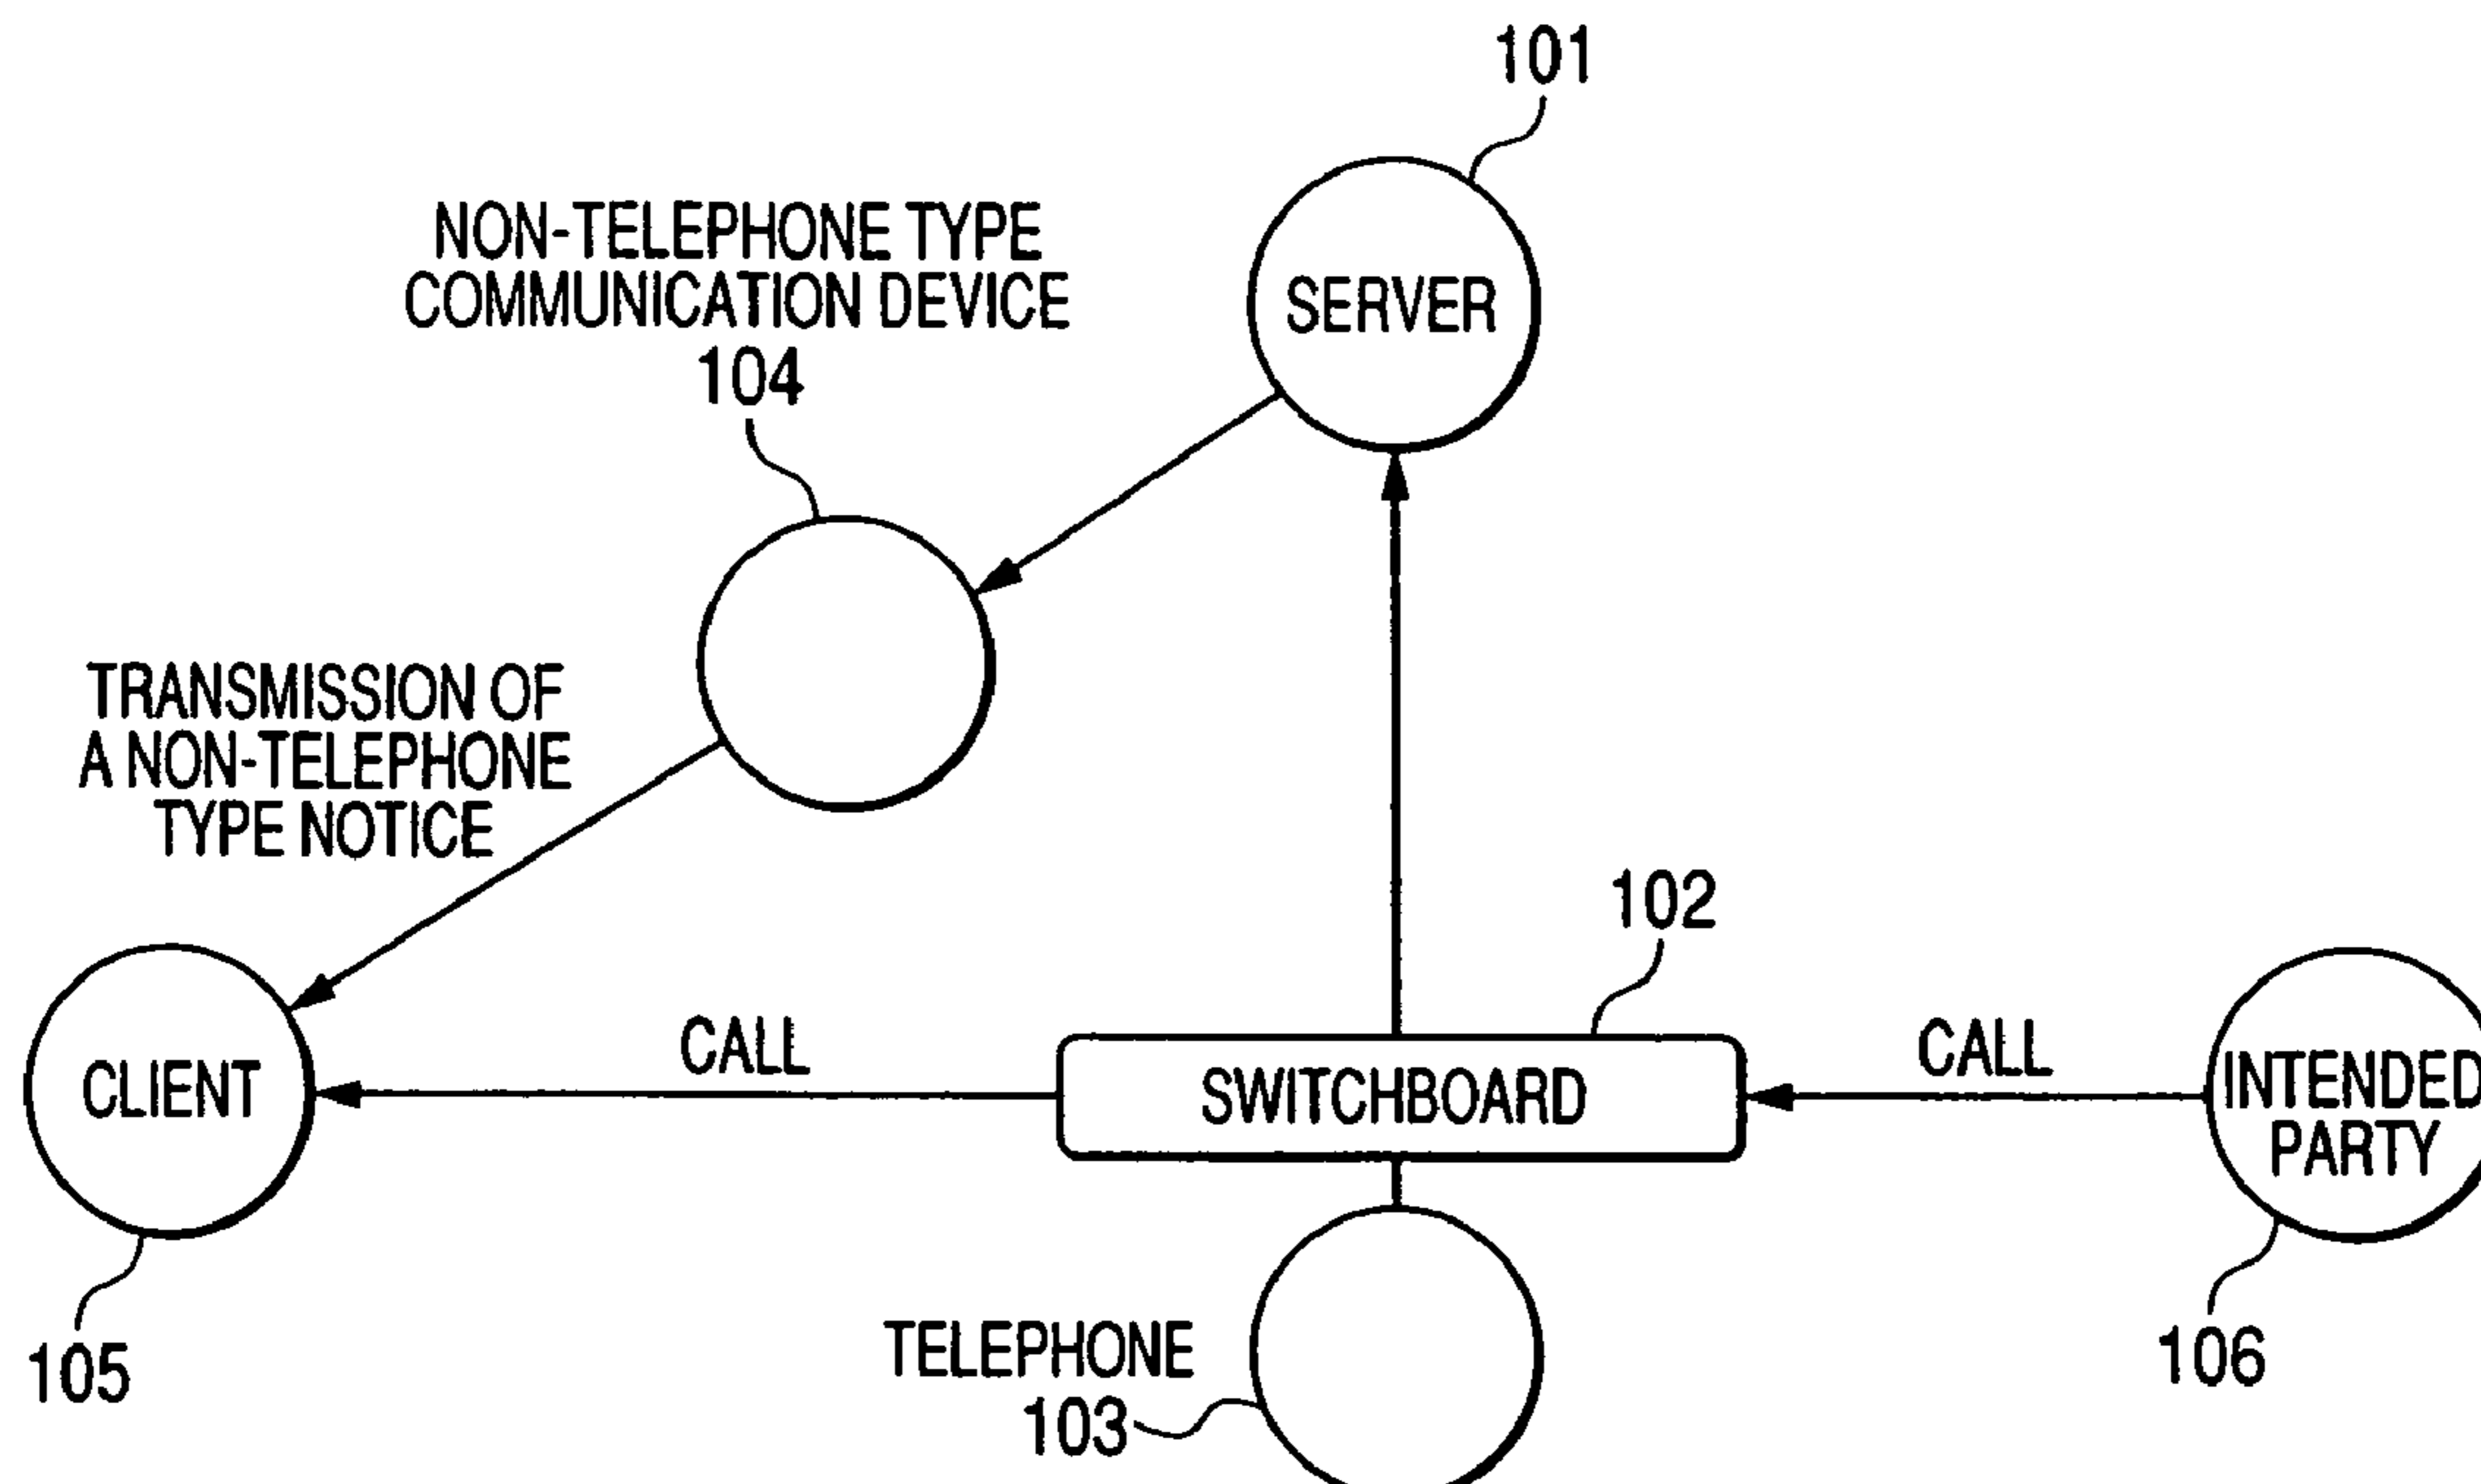 101
NON-TELEPHONE TYPE
COMMUNICATION DEVICE
104
SERVER
TRANSMISSION OF
A NON-TELEPHONE
TYPE NOTICE
102
CLIENT
CALL
SWITCHBOARD
CALL
INTENDED
PARTY
105
TELEPHONE
103
106